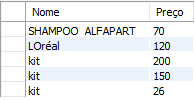 Nome Preço
SHAMPOO ALFAPART 70
LOréal 120
kit 200
kit 150
kit 26